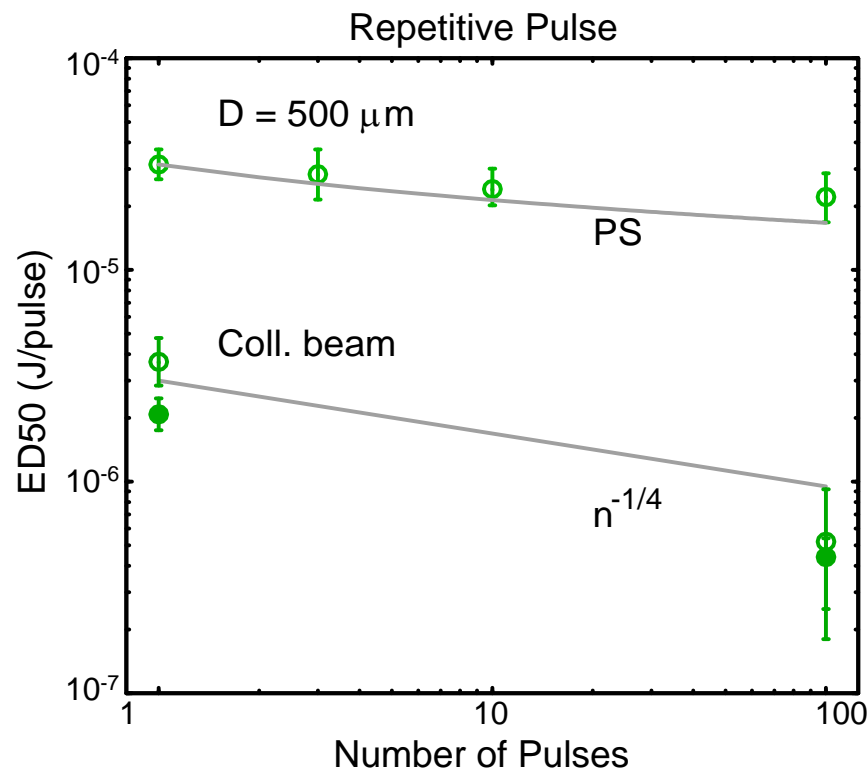 Repetitive Pulse
10⁻⁴
D = 500 μm
PS
10⁻⁵
Coll. beam
10⁻⁶
n⁻¹/⁴
10⁻⁷
1 10 100
Number of Pulses
ED50 (J/pulse)